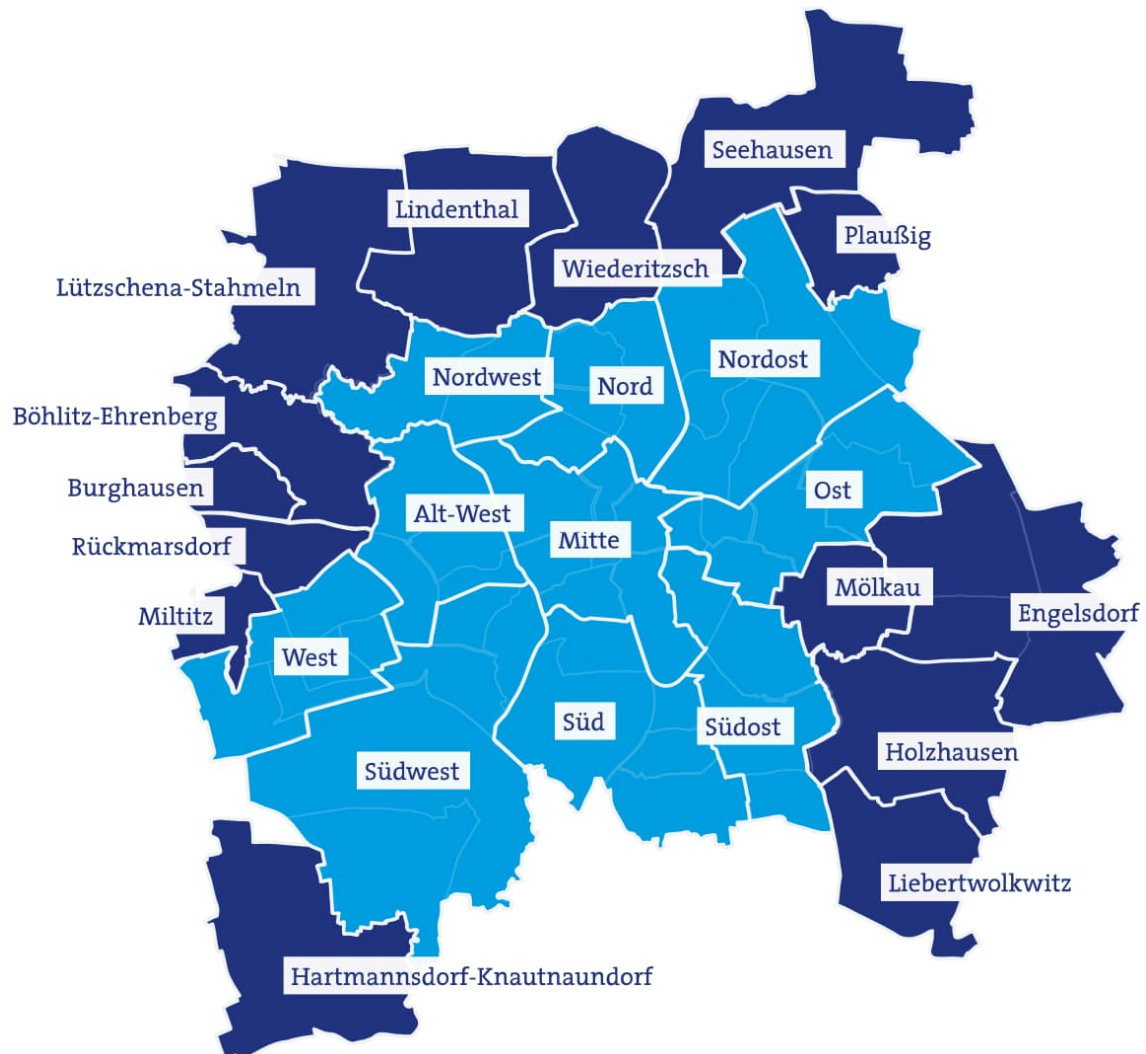 Seehausen
Lindenthal
Plaußig
Wiederitzsch
Lützschena-Stahmeln
Nordost
Nordwest
Nord
Böhlitz-Ehrenberg
Burghausen
Ost
Alt-West
Mitte
Rückmarsdorf
Mölkau
Miltitz
Engelsdorf
West
Süd
Südost
Holzhausen
Südwest
Liebertwolkwitz
Hartmannsdorf-Knautnaundorf